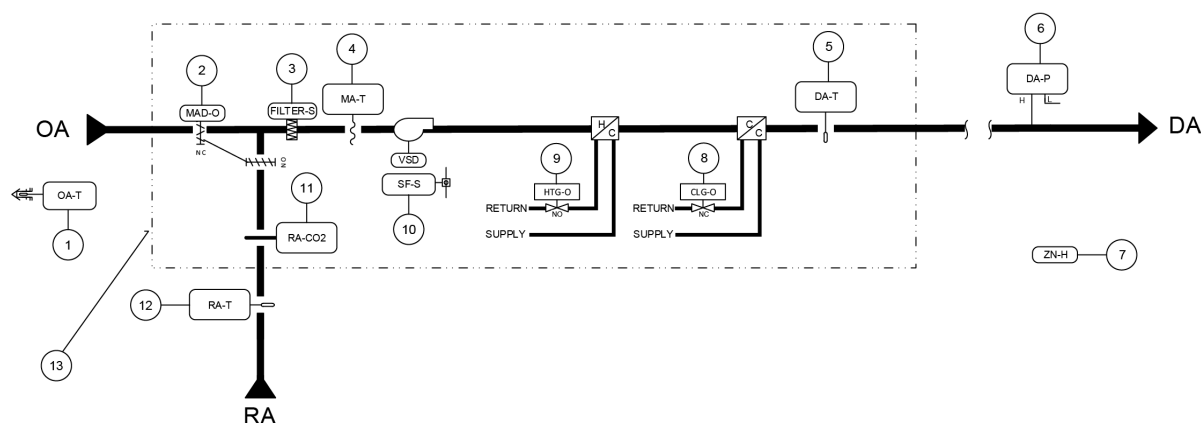 6
4
5
2
3
DA-P
MA-T
DA-T
MAD-O
FILTER-S
H
L
OA
DA
H
C
C
C
NC
NO
VSD
9
8
SF-S
OA-T
11
HTG-O
CLG-O
RETURN
NO
RETURN
NC
10
RA-CO2
SUPPLY
SUPPLY
1
ZN-H
7
12
RA-T
13
RA